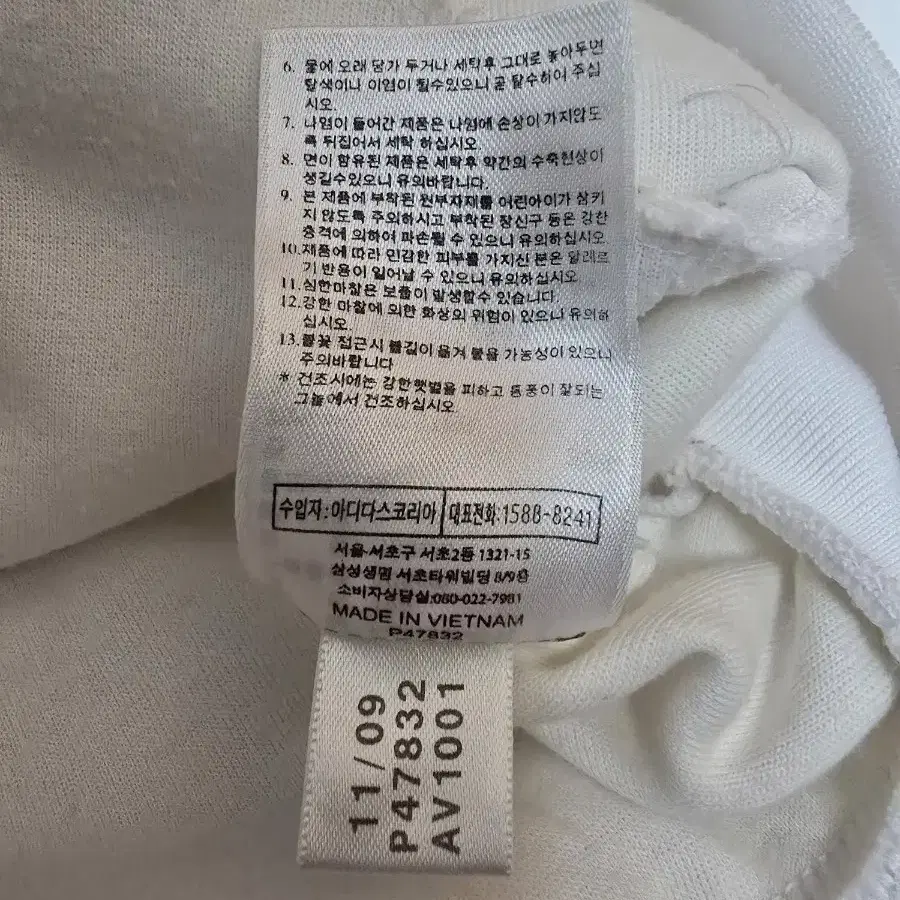 6. 물에 오래 담가 두거나 세탁후 그대로 놓아두면
탈색이나 이염이 될수있으니 곧 탈수하여 주십
시오.
7. 나염이 들어간 제품은 나염에 손상이 가지않도
록 뒤집어서 세탁 하십시오.
8. 면이 함유된 제품은 세탁후 약간의 수축현상이
생길수있으니 유의바랍니다.
9. 본 제품에 부착된 원부자재를 어린아이가 삼키
지 않도록 주의하시고 부착된 장신구 등은 강한
충격에 의하여 파손될 수 있으니 유의하십시오.
10.제품에 따라 민감한 피부를 가지신 분은 알레르
기 반응이 일어날 수 있으니 유의하십시오.
11.심한마찰은 보풀이 발생할수 있습니다.
12.강한 마찰에 의한 화상의 위험이 있으니 유의하
십시오.
13.불꽃 접근시 불길이 옮겨 붙을 가능성이 있으니
주의바랍니다
* 건조시에는 강한햇볕을 피하고 통풍이 잘되는
그늘에서 건조하십시오
수입자:아디다스코리아 대표전화:1588-8241
서울 서초구 서초2동 1321-15
삼성생명 서초타워빌딩 8/9층
소비자상담실:080-022-7981
MADE IN VIETNAM
P47832
11/09
P47832
AV1001